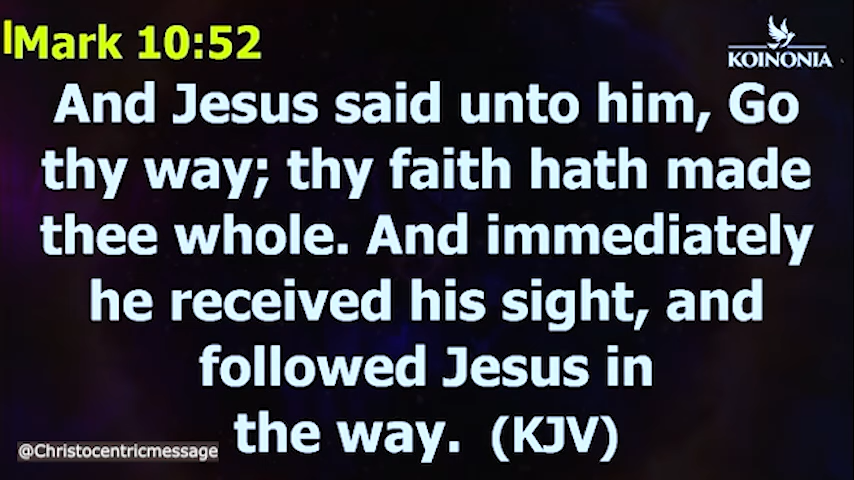 Mark 10:52
KOINONIA
And Jesus said unto him, Go
thy way; thy faith hath made
thee whole. And immediately
he received his sight, and
followed Jesus in
the way. (KJV)
@Christocentricmessage